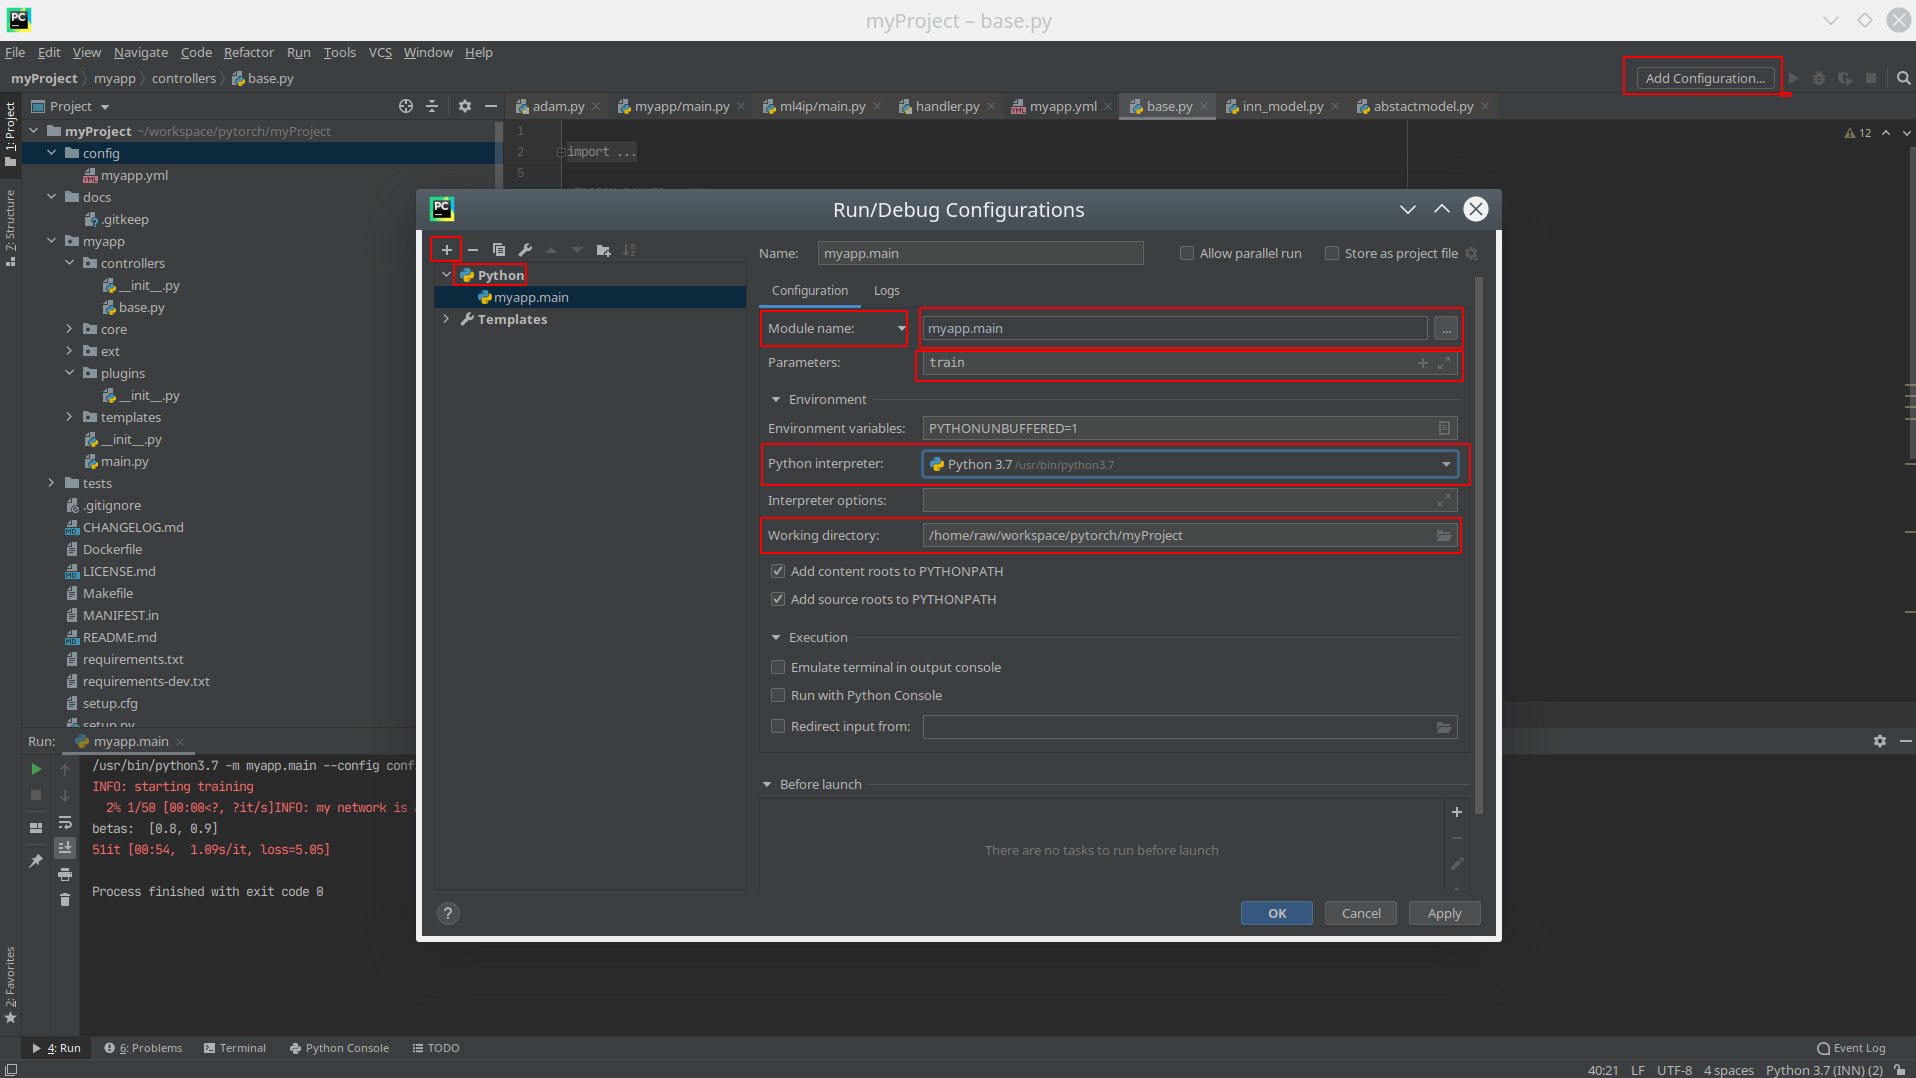 PC
myProject – base.py
File Edit View Navigate Code Refactor Run Tools VCS Window Help
myProject myapp controllers base.py
Add Configuration...
1: Project
7: Structure
2: Favorites
Project
adam.py myapp/main.py ml4ip/main.py handler.py myapp.yml base.py inn_model.py abstactmodel.py
myProject ~/workspace/pytorch/myProject
config
myapp.yml
docs
.gitkeep
myapp
controllers
__init__.py
base.py
core
ext
plugins
__init__.py
templates
__init__.py
main.py
tests
.gitignore
CHANGELOG.md
Dockerfile
LICENSE.md
Makefile
MANIFEST.in
README.md
requirements.txt
requirements-dev.txt
setup.cfg
setup.py
1
2 import ...
5
12
PC
Run/Debug Configurations
Python
myapp.main
Templates
Name: myapp.main Allow parallel run Store as project file
Configuration Logs
Module name: myapp.main ...
Parameters: train
Environment
Environment variables: PYTHONUNBUFFERED=1
Python interpreter: Python 3.7 /usr/bin/python3.7
Interpreter options:
Working directory: /home/raw/workspace/pytorch/myProject
Add content roots to PYTHONPATH
Add source roots to PYTHONPATH
Execution
Emulate terminal in output console
Run with Python Console
Redirect input from:
Before launch
There are no tasks to run before launch
? OK Cancel Apply
Run: myapp.main
/usr/bin/python3.7 -m myapp.main --config conf
INFO: starting training
2% 1/50 [00:00<?, ?it/s]INFO: my network is
betas: [0.8, 0.9]
51it [00:54, 1.09s/it, loss=5.05]
Process finished with exit code 0
4: Run 6: Problems Terminal Python Console TODO Event Log
40:21 LF UTF-8 4 spaces Python 3.7 (INN) (2)